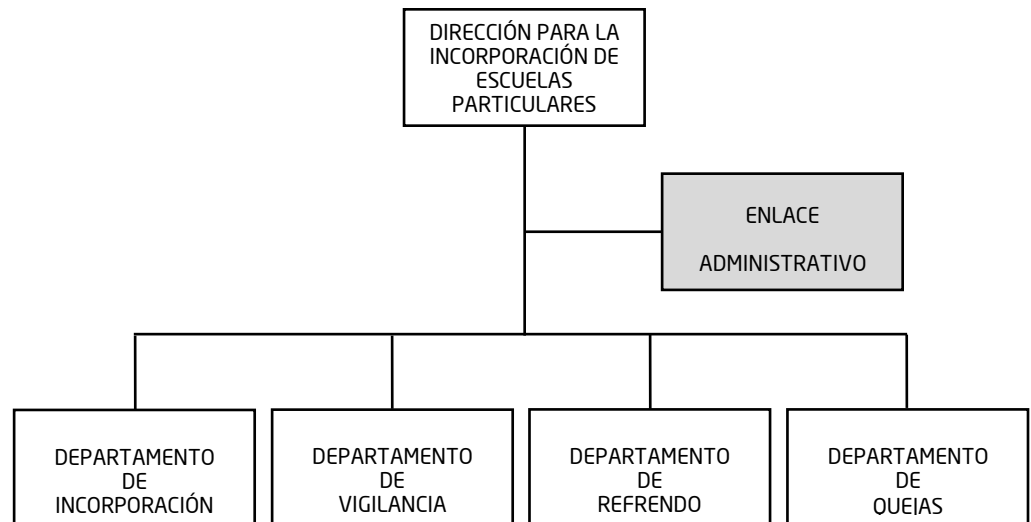 DIRECCIÓN PARA LA
INCORPORACIÓN DE
ESCUELAS
PARTICULARES
ENLACE
ADMINISTRATIVO
DEPARTAMENTO
DE
INCORPORACIÓN
DEPARTAMENTO
DE
VIGILANCIA
DEPARTAMENTO
DE
REFRENDO
DEPARTAMENTO
DE
QUEJAS